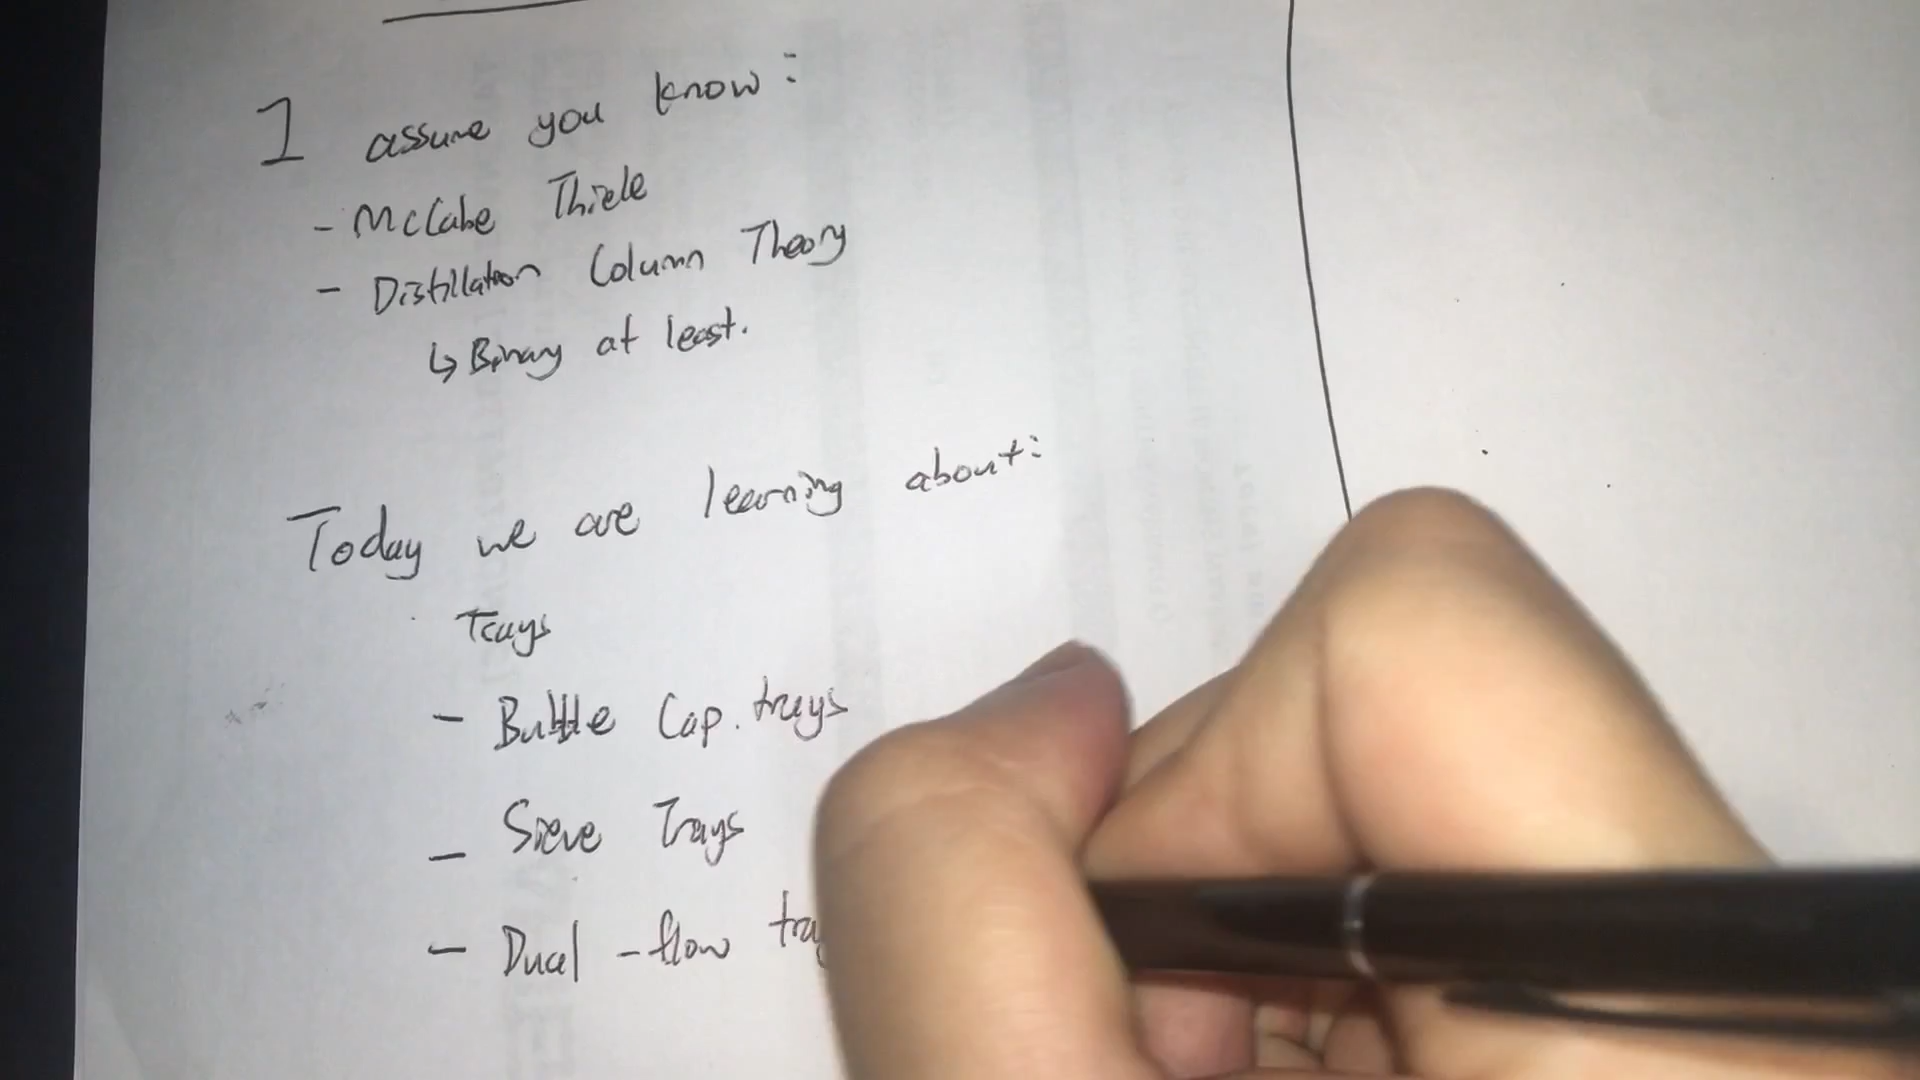 I assume you know:
- McCabe Thiele
- Distillation Column Theory
↳ Binary at least.
Today we are learning about:
Trays
- Bubble Cap. trays
- Sieve Trays
- Dual-flow tray